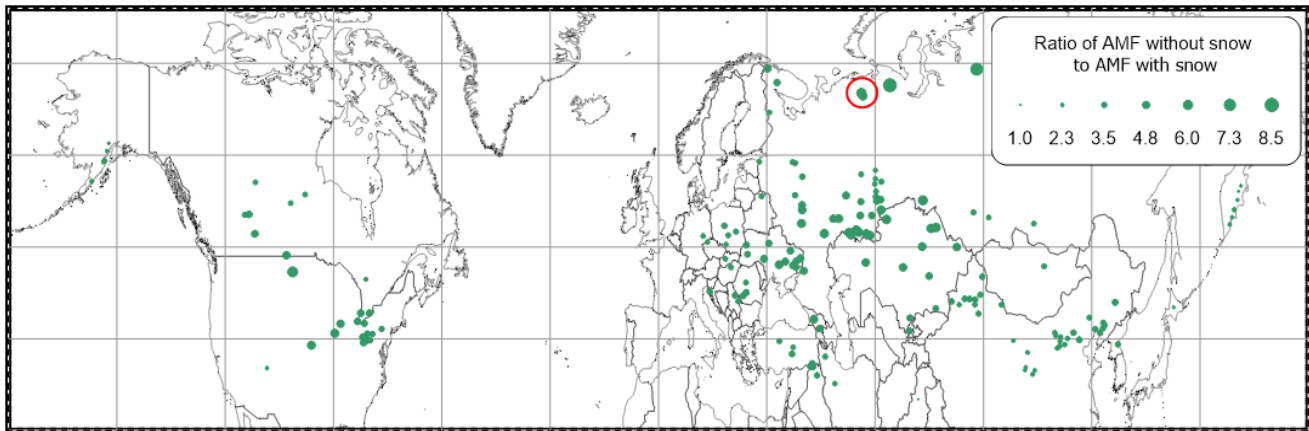 Ratio of AMF without snow
to AMF with snow
1.0 2.3 3.5 4.8 6.0 7.3 8.5